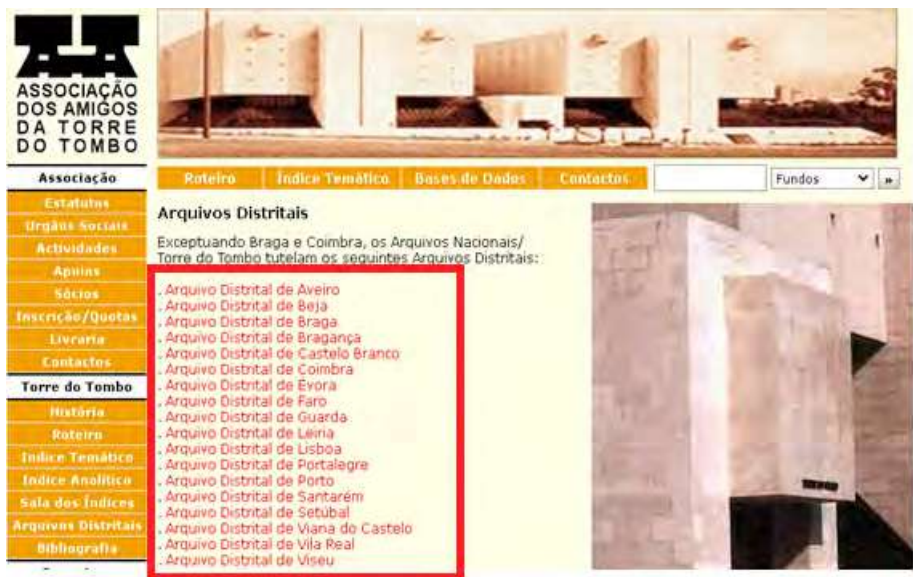 ASSOCIAÇÃO
DOS AMIGOS
DA TORRE
DO TOMBO
Associação
Estatutos
Urgãos Sociais
Actividades
Apoios
Sócios
Inscrição/Quotas
Livraria
Contactos
Torre do Tombo
História
Roteiro
Índice Temático
Índice Analítico
Sala dos Índices
Arquivos Distritais
Bibliografia
Roteiro Índice Temático Bases de Dados Contactos Fundos »
Arquivos Distritais
Exceptuando Braga e Coimbra, os Arquivos Nacionais/
Torre do Tombo tutelam os seguintes Arquivos Distritais:
. Arquivo Distrital de Aveiro
. Arquivo Distrital de Beja
. Arquivo Distrital de Braga
. Arquivo Distrital de Bragança
. Arquivo Distrital de Castelo Branco
. Arquivo Distrital de Coimbra
. Arquivo Distrital de Évora
. Arquivo Distrital de Faro
. Arquivo Distrital de Guarda
. Arquivo Distrital de Leiria
. Arquivo Distrital de Lisboa
. Arquivo Distrital de Portalegre
. Arquivo Distrital de Porto
. Arquivo Distrital de Santarém
. Arquivo Distrital de Setúbal
. Arquivo Distrital de Viana do Castelo
. Arquivo Distrital de Vila Real
. Arquivo Distrital de Viseu